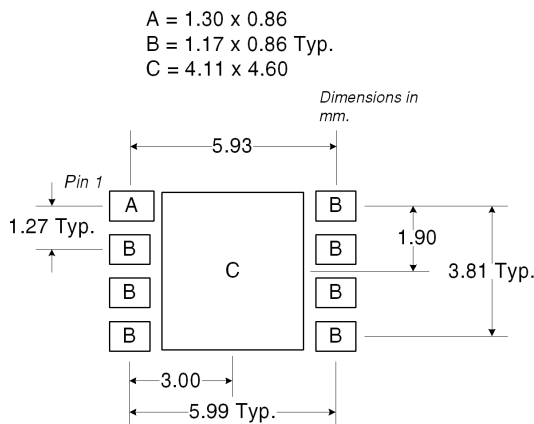 A = 1.30 x 0.86
B = 1.17 x 0.86 Typ.
C = 4.11 x 4.60
Dimensions in
mm.
5.93
Pin 1
A
B
1.27 Typ.
B
B
1.90
C
3.81 Typ.
B
B
B
B
3.00
5.99 Typ.